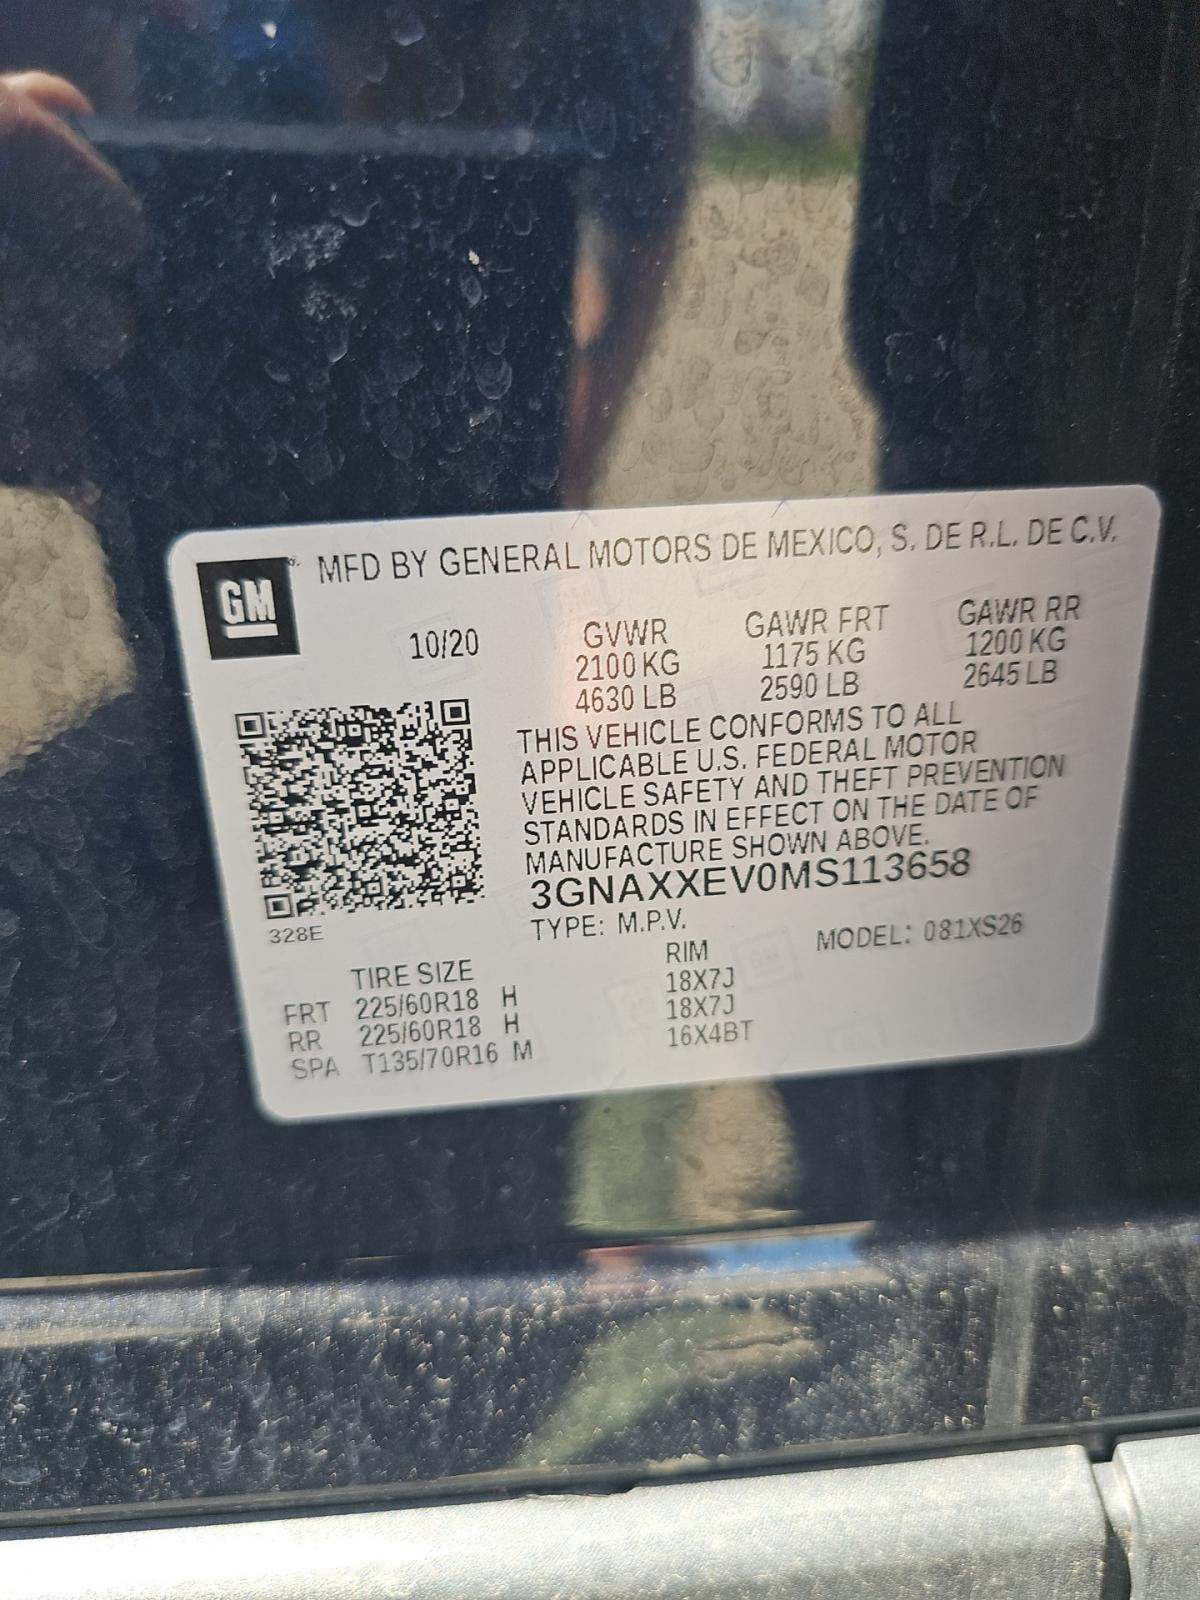 GM
MFD BY GENERAL MOTORS DE MEXICO, S. DE R.L. DE C.V.
10/20
GVWR GAWR FRT GAWR RR
2100 KG 1175 KG 1200 KG
4630 LB 2590 LB 2645 LB
THIS VEHICLE CONFORMS TO ALL
APPLICABLE U.S. FEDERAL MOTOR
VEHICLE SAFETY AND THEFT PREVENTION
STANDARDS IN EFFECT ON THE DATE OF
MANUFACTURE SHOWN ABOVE.
3GNAXXEV0MS113658
328E
TYPE: M.P.V. MODEL: 081XS26
TIRE SIZE RIM
FRT 225/60R18 H 18X7J
RR 225/60R18 H 18X7J
SPA T135/70R16 M 16X4BT